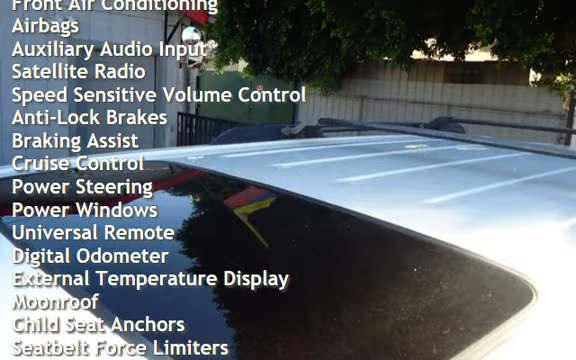 Front Air Conditioning
Airbags
Auxiliary Audio Input
Satellite Radio
Speed Sensitive Volume Control
Anti-Lock Brakes
Braking Assist
Cruise Control
Power Steering
Power Windows
Universal Remote
Digital Odometer
External Temperature Display
Moonroof
Child Seat Anchors
Seatbelt Force Limiters